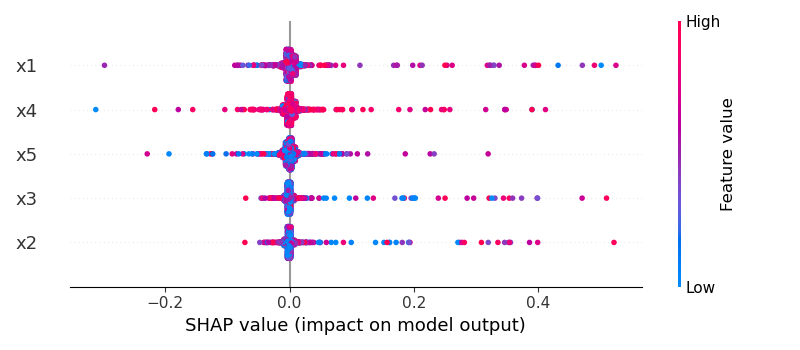 High
x1
x4
x5
x3
x2
Feature value
Low
−0.2 0.0 0.2 0.4
SHAP value (impact on model output)